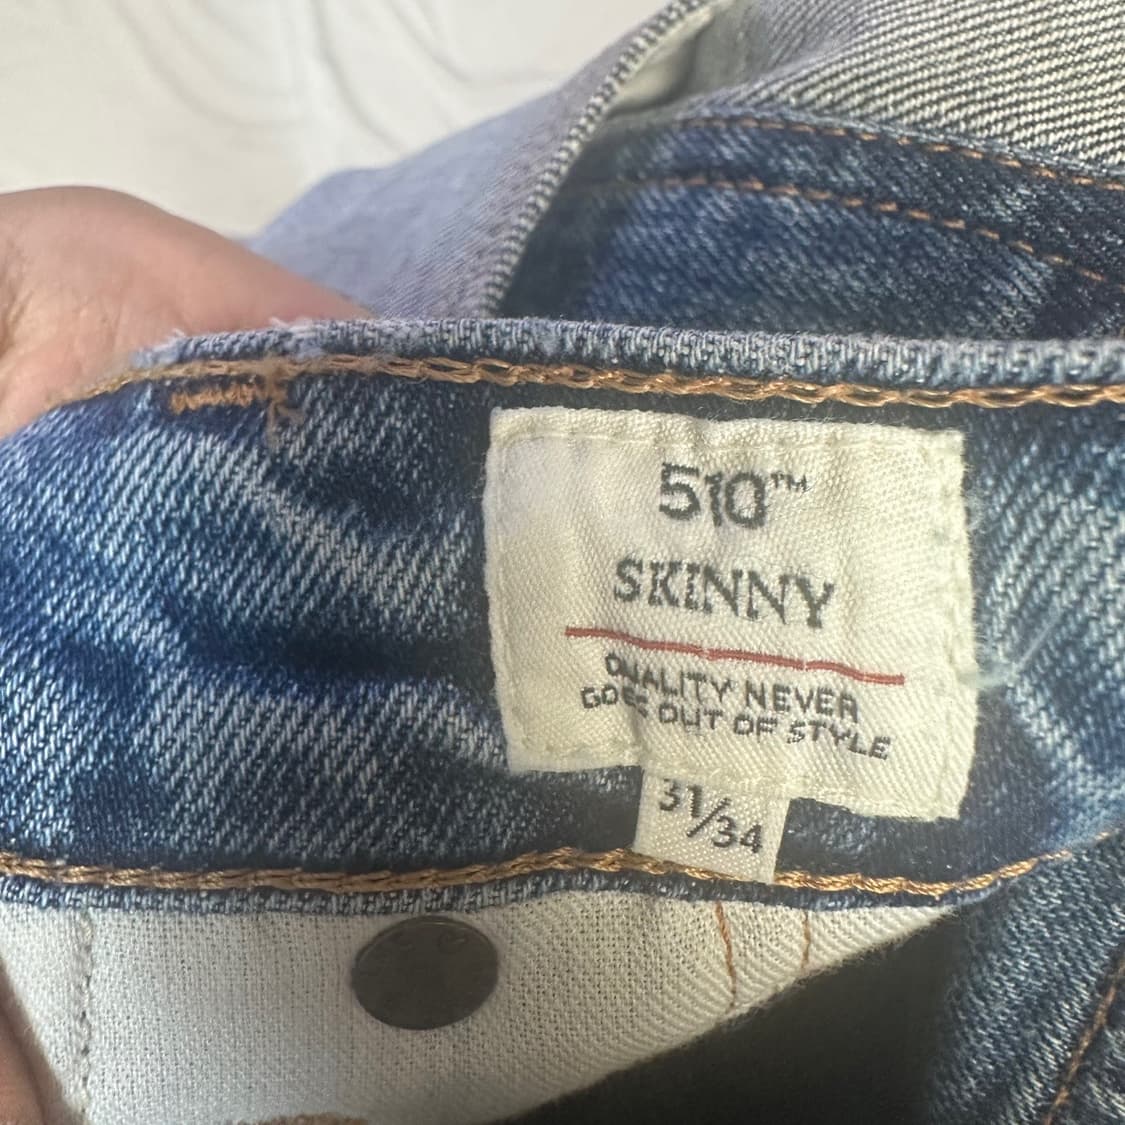 510™
SKINNY
QUALITY NEVER
GOES OUT OF STYLE
31/34